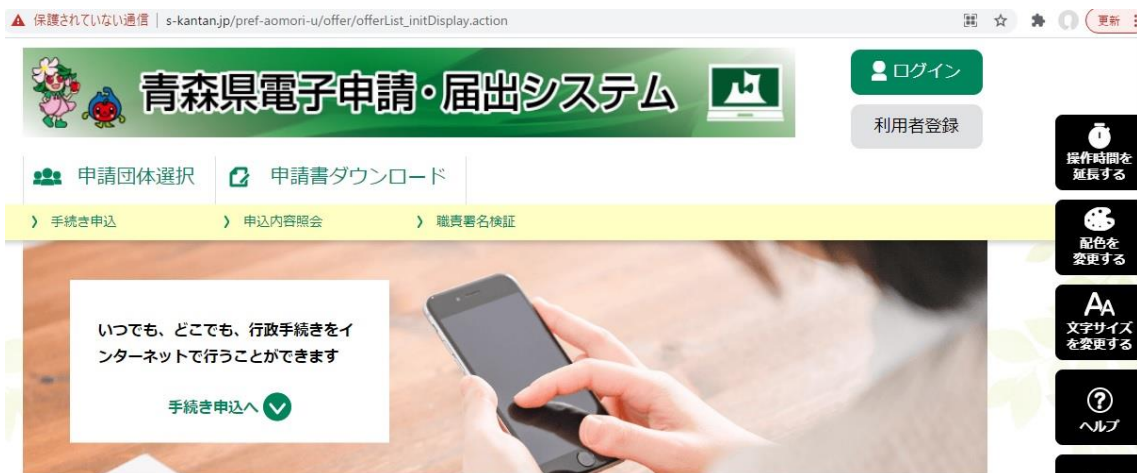 保護されていない通信 | s-kantan.jp/pref-aomori-u/offer/offerList_initDisplay.action
更新
青森県電子申請・届出システム
ログイン
利用者登録
申請団体選択
申請書ダウンロード
手続き申込
申込内容照会
職責署名検証
いつでも、どこでも、行政手続きをイ
ンターネットで行うことができます
手続き申込へ
操作時間を
延長する
配色を
変更する
AA
文字サイズ
を変更する
?
ヘルプ